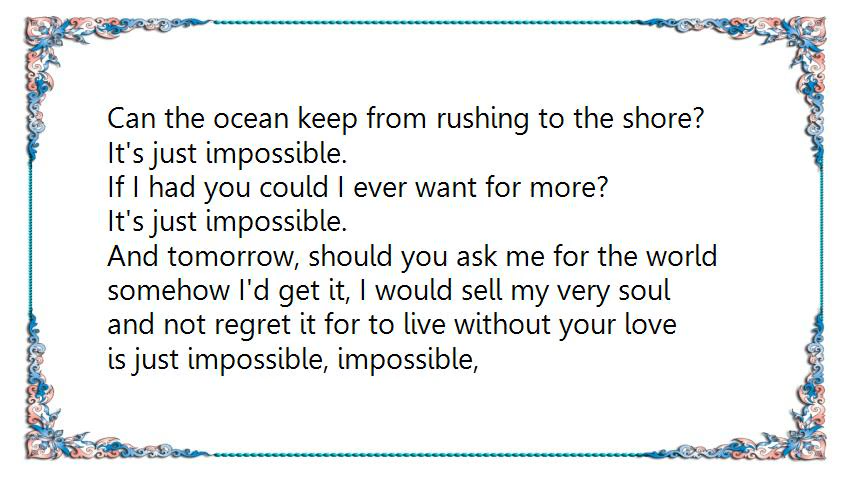 Can the ocean keep from rushing to the shore?
It's just impossible.
If I had you could I ever want for more?
It's just impossible.
And tomorrow, should you ask me for the world
somehow I'd get it, I would sell my very soul
and not regret it for to live without your love
is just impossible, impossible,